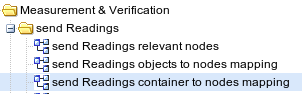 Measurement & Verification
send Readings
send Readings relevant nodes
send Readings objects to nodes mapping
send Readings container to nodes mapping